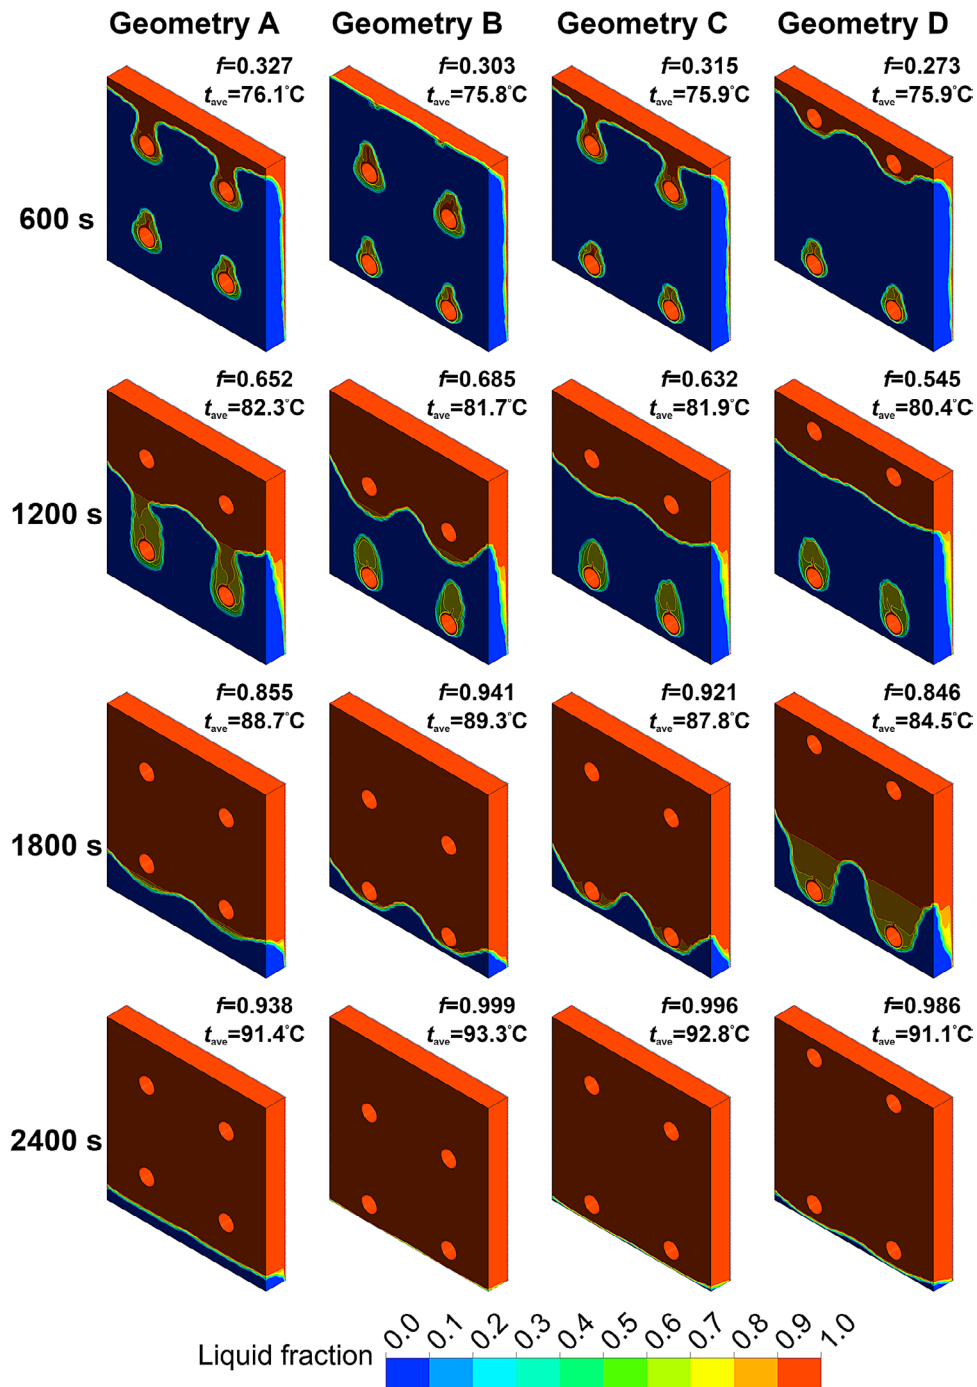 Geometry A Geometry B Geometry C Geometry D
f=0.327 f=0.303 f=0.315 f=0.273
tave=76.1°C tave=75.8°C tave=75.9°C tave=75.9°C
600 s
f=0.652 f=0.685 f=0.632 f=0.545
tave=82.3°C tave=81.7°C tave=81.9°C tave=80.4°C
1200 s
f=0.855 f=0.941 f=0.921 f=0.846
tave=88.7°C tave=89.3°C tave=87.8°C tave=84.5°C
1800 s
f=0.938 f=0.999 f=0.996 f=0.986
tave=91.4°C tave=93.3°C tave=92.8°C tave=91.1°C
2400 s
0.0 0.1 0.2 0.3 0.4 0.5 0.6 0.7 0.8 0.9 1.0
Liquid fraction